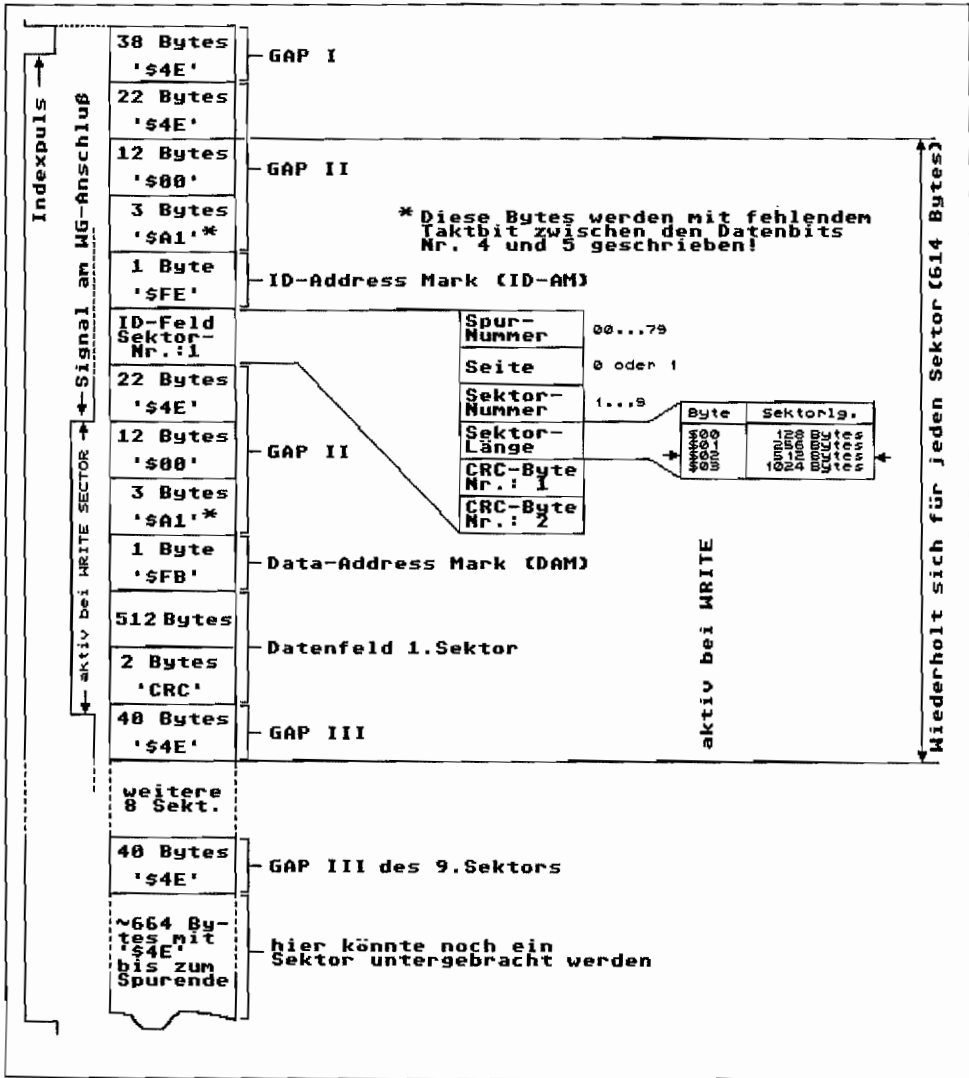 38 Bytes
'$4E'
GAP I
22 Bytes
'$4E'
12 Bytes
'$00'
GAP II
3 Bytes
'$A1'*
* Diese Bytes werden mit fehlendem
Taktbit zwischen den Datenbits
Nr. 4 und 5 geschrieben!
1 Byte
'$FE'
ID-Address Mark (ID-AM)
ID-Feld
Sektor-
Nr.:1
22 Bytes
'$4E'
12 Bytes
'$00'
GAP II
3 Bytes
'$A1'*
1 Byte
'$FB'
Data-Address Mark (DAM)
512 Bytes
Datenfeld 1.Sektor
2 Bytes
'CRC'
40 Bytes
'$4E'
GAP III
weitere
8 Sekt.
40 Bytes
'$4E'
GAP III des 9.Sektors
~664 By-
tes mit
'$4E'
bis zum
Spurende
hier könnte noch ein
Sektor untergebracht werden
Spur-
Nummer
00...79
Seite
0 oder 1
Sektor-
Nummer
1...9
Sektor-
Länge
CRC-Byte
Nr.: 1
CRC-Byte
Nr.: 2
Byte
Sektorlg.
Indexpuls
Signal am WG-Anschluß
aktiv bei WRITE SECTOR
aktiv bei WRITE
Wiederholt sich für jeden Sektor (614 Bytes)